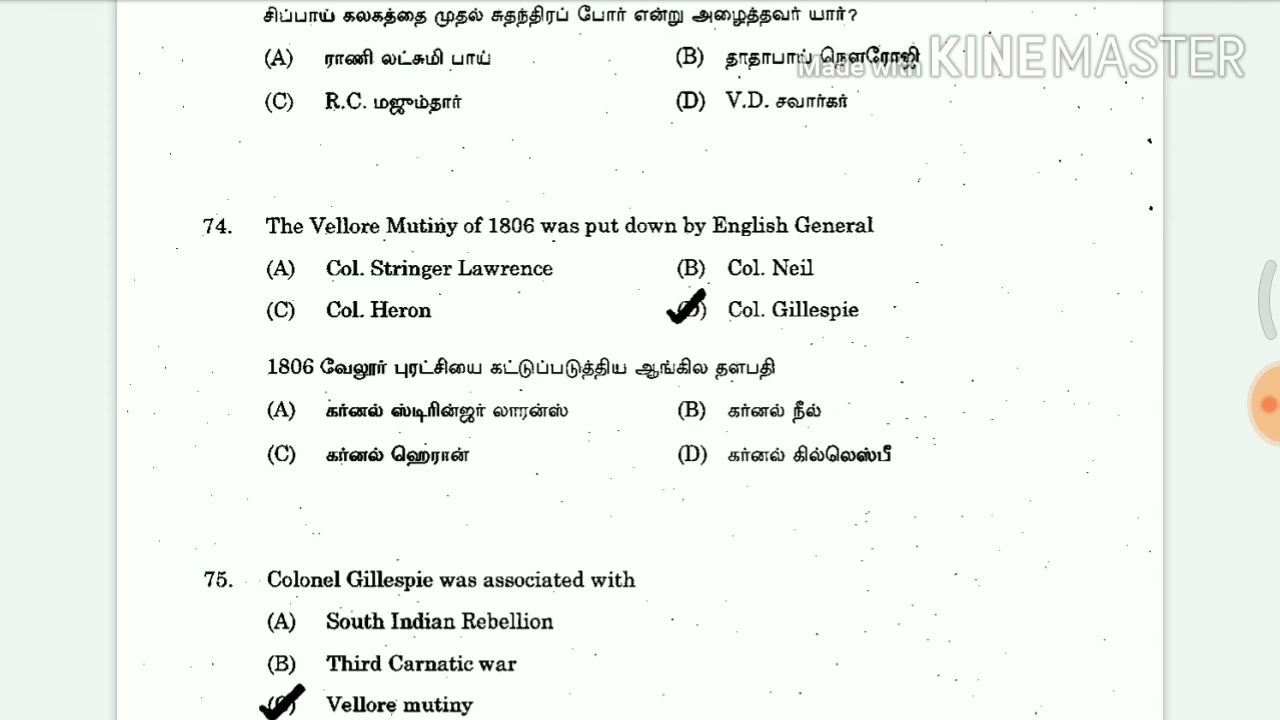 சிப்பாய் கலகத்தை முதல் சுதந்திரப் போர் என்று அழைத்தவர் யார்?
(A) ராணி லட்சுமி பாய் (B) தாதாபாய் நௌரோஜி
Made with KINEMASTER
(C) R.C. மஜும்தார் (D) V.D. சவார்கர்
74. The Vellore Mutiny of 1806 was put down by English General
(A) Col. Stringer Lawrence (B) Col. Neil
(C) Col. Heron (D) Col. Gillespie
1806 வேலூர் புரட்சியை கட்டுப்படுத்திய ஆங்கில தளபதி
(A) கர்னல் ஸ்டிரின்ஜர் லாரன்ஸ் (B) கர்னல் நீல்
(C) கர்னல் ஹெரான் (D) கர்னல் கில்லெஸ்பீ
75. Colonel Gillespie was associated with
(A) South Indian Rebellion
(B) Third Carnatic war
(C) Vellore mutiny